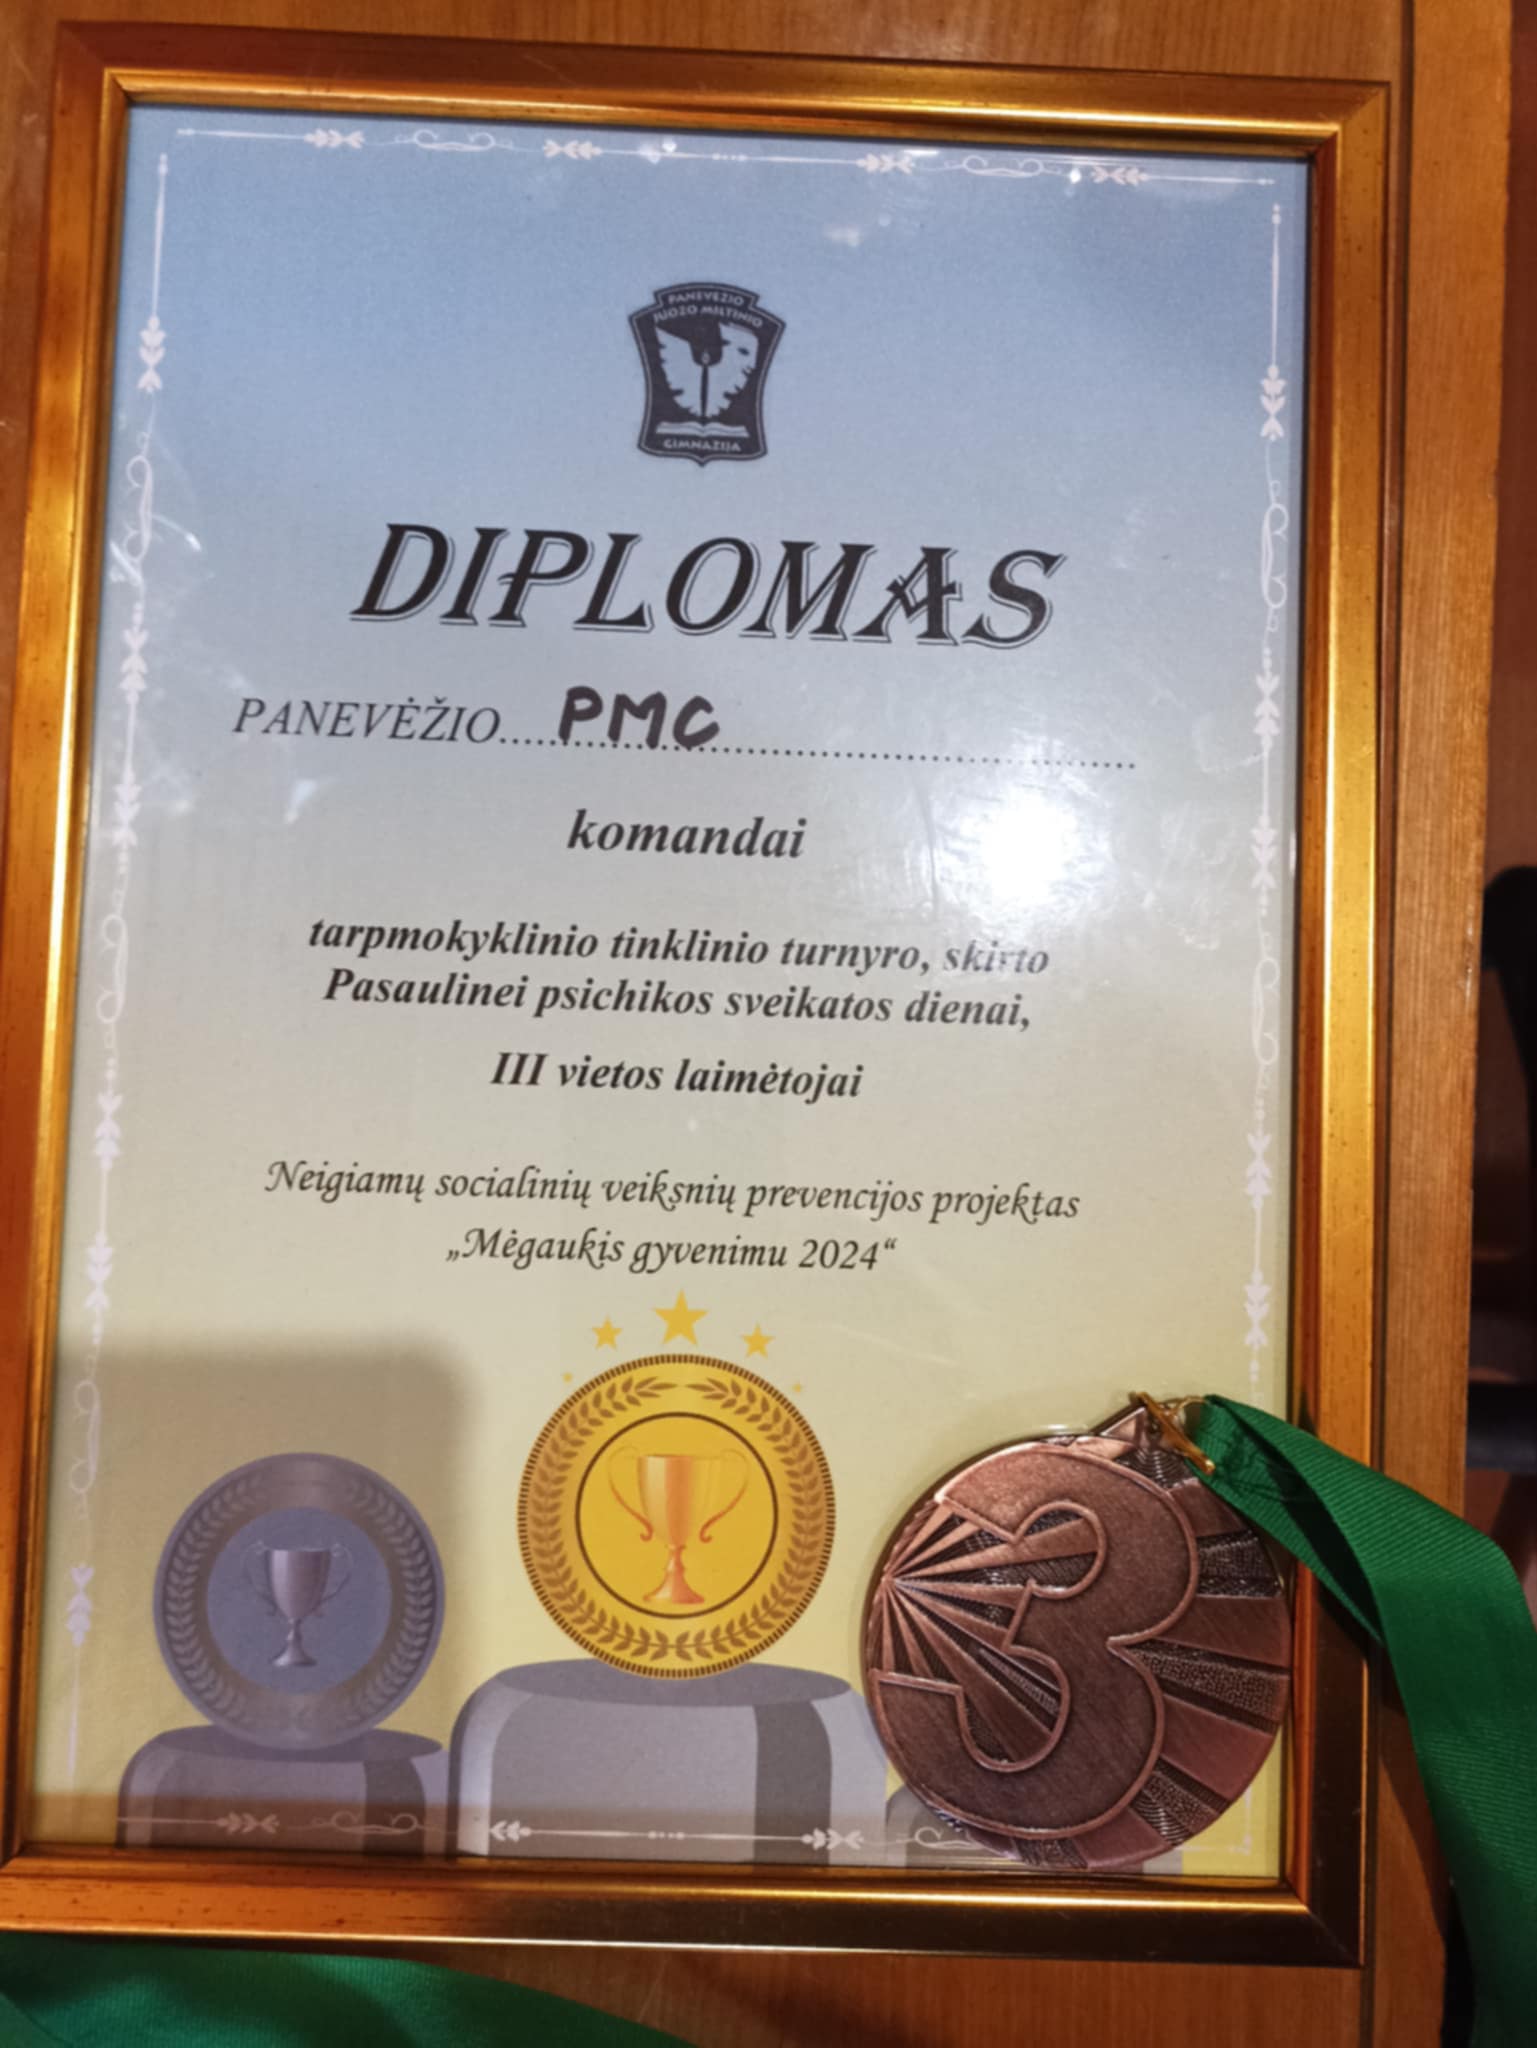 PANEVĖŽIO
JUOZO MILTINIO
GIMNAZIJA
DIPLOMAS
PANEVĖŽIO.... PMC ....................................
komandai
tarpmokyklinio tinklinio turnyro, skirto
Pasaulinei psichikos sveikatos dienai,
III vietos laimėtojai
Neigiamų socialinių veiksnių prevencijos projektas
„Mėgaukis gyvenimu 2024“
3